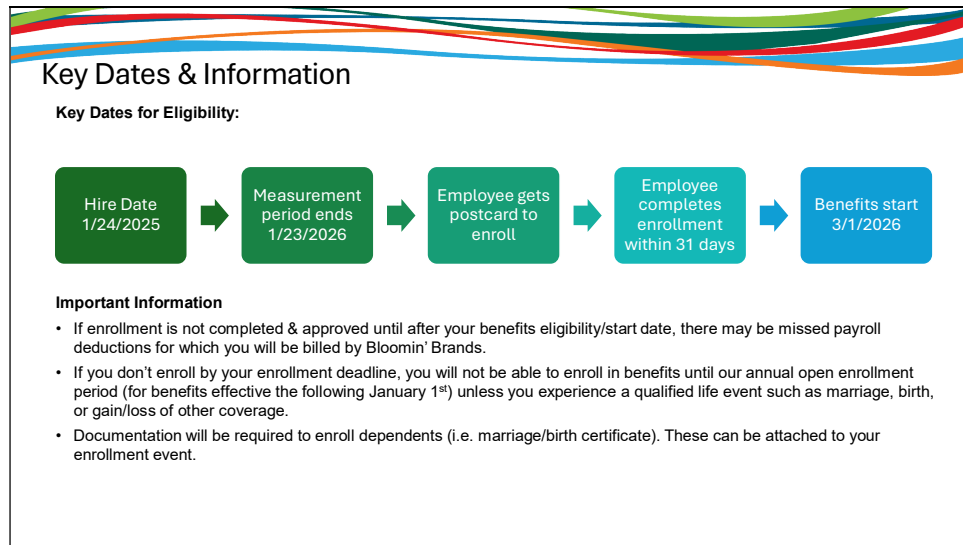 Key Dates & Information
Key Dates for Eligibility:
Hire Date
1/24/2025
Measurement
period ends
1/23/2026
Employee gets
postcard to
enroll
Employee
completes
enrollment
within 31 days
Benefits start
3/1/2026
Important Information
• If enrollment is not completed & approved until after your benefits eligibility/start date, there may be missed payroll
deductions for which you will be billed by Bloomin’ Brands.
• If you don’t enroll by your enrollment deadline, you will not be able to enroll in benefits until our annual open enrollment
period (for benefits effective the following January 1st) unless you experience a qualified life event such as marriage, birth,
or gain/loss of other coverage.
• Documentation will be required to enroll dependents (i.e. marriage/birth certificate). These can be attached to your
enrollment event.